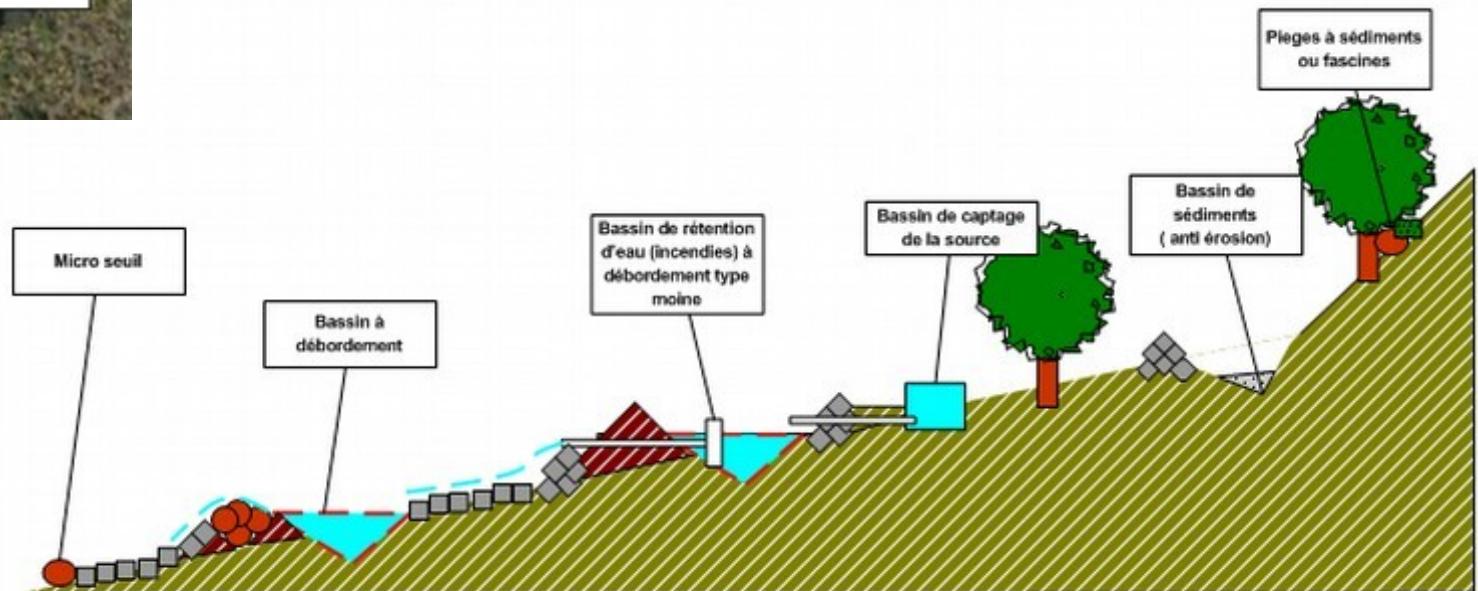 Pieges à sédiments
ou fascines
Bassin de
sédiments
( anti érosion)
Bassin de captage
de la source
Bassin de rétention
d'eau (incendies) à
débordement type
moine
Micro seuil
Bassin à
débordement